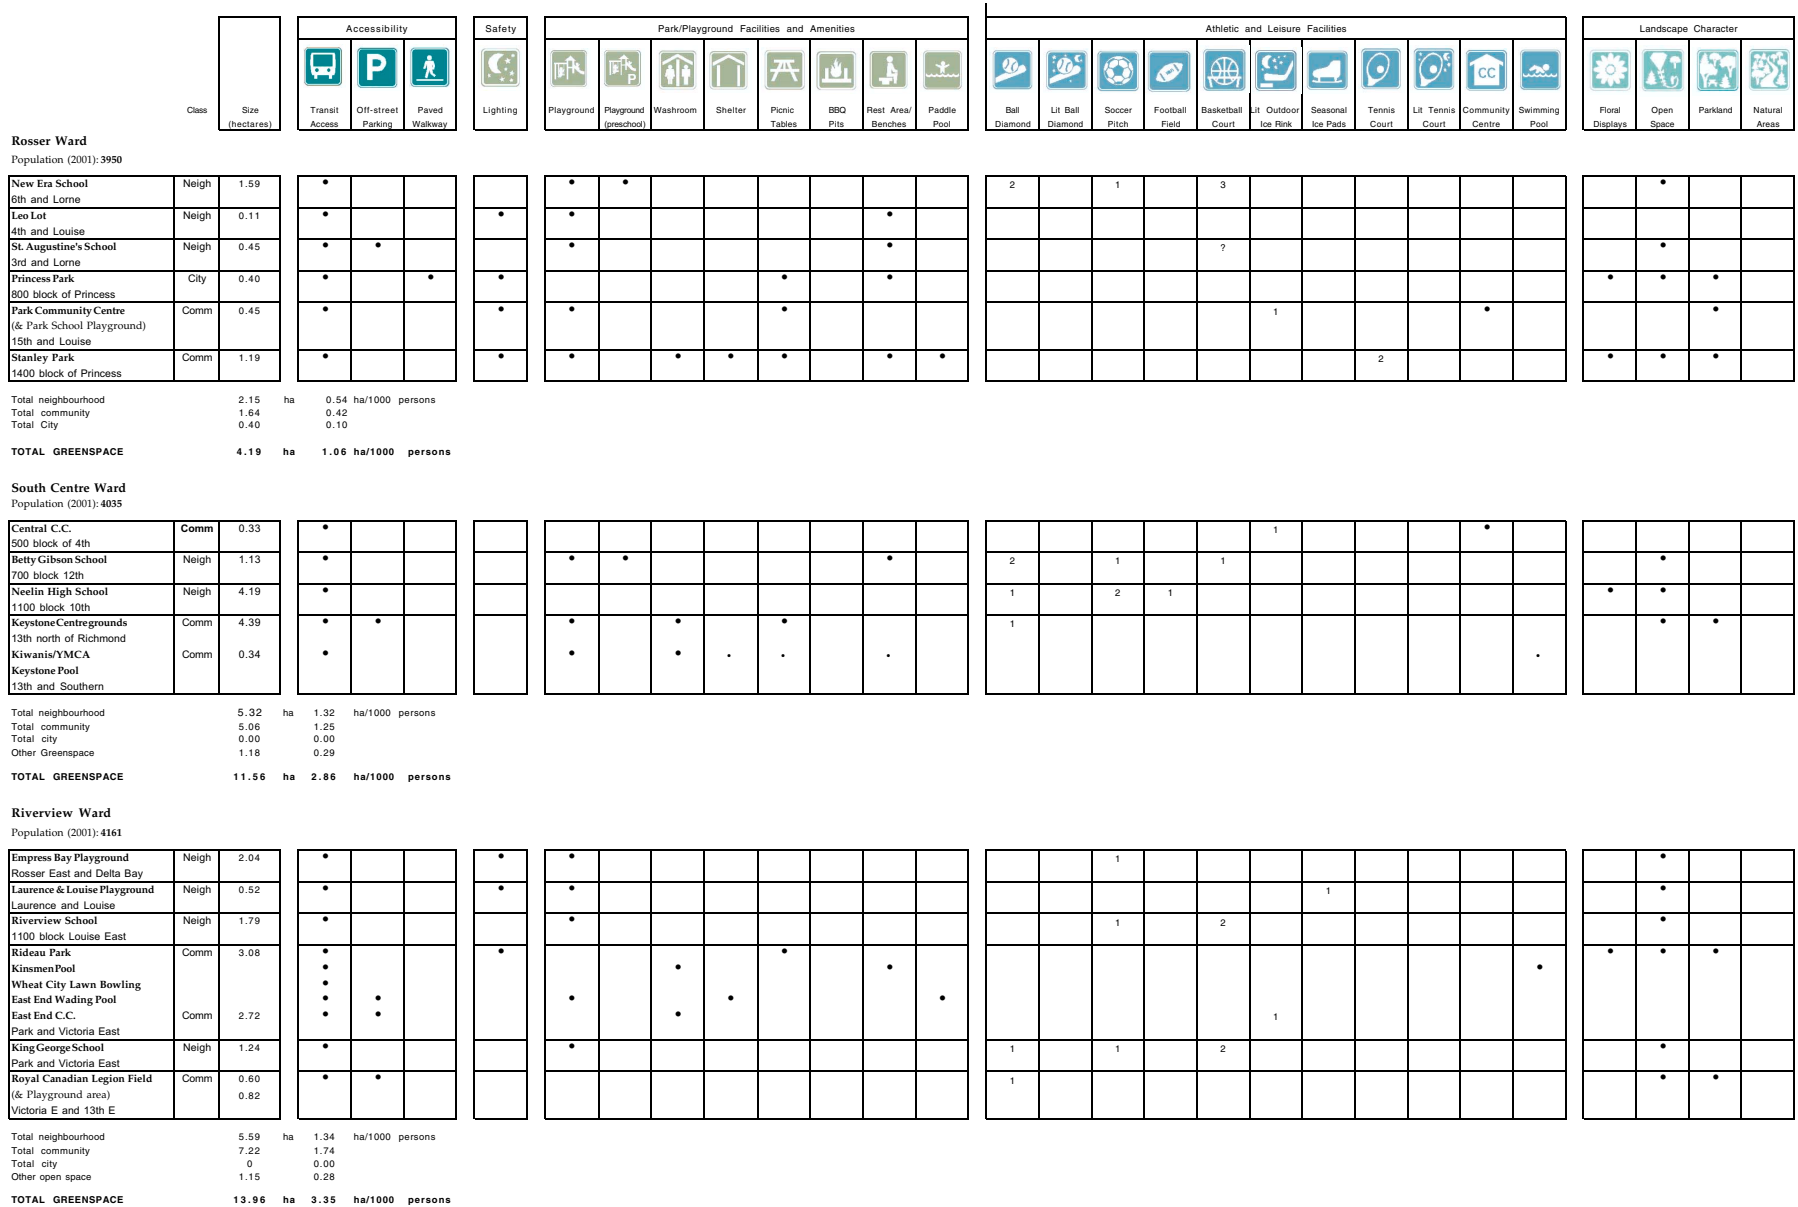 Accessibility Safety Park/Playground Facilities and Amenities Athletic and Leisure Facilities Landscape Character
P P CC
Class Size (hectares) Transit Access Off-street Parking Paved Walkway Lighting Playground Playground (preschool) Washroom Shelter Picnic Tables BBQ Pits Rest Area/ Benches Paddle Pool Ball Diamond Lit Ball Diamond Soccer Pitch Football Field Basketball Court Lit Outdoor Ice Rink Seasonal Ice Pads Tennis Court Lit Tennis Court Community Centre Swimming Pool Floral Displays Open Space Parkland Natural Areas
Rosser Ward
Population (2001): 3950
New Era School Neigh 1.59 • • • 2 1 3 •
6th and Lorne
Leo Lot Neigh 0.11 • • • •
4th and Louise
St. Augustine's School Neigh 0.45 • • • • ? •
3rd and Lorne
Princess Park City 0.40 • • • • • • • •
800 block of Princess
Park Community Centre Comm 0.45 • • • • 1 • •
(& Park School Playground)
15th and Louise
Stanley Park Comm 1.19 • • • • • • • • 2 • • •
1400 block of Princess
Total neighbourhood 2.15 ha 0.54 ha/1000 persons
Total community 1.64 0.42
Total City 0.40 0.10
TOTAL GREENSPACE 4.19 ha 1.06 ha/1000 persons
South Centre Ward
Population (2001): 4035
Central C.C. Comm 0.33 • 1 •
500 block of 4th
Betty Gibson School Neigh 1.13 • • • • 2 1 1 •
700 block 12th
Neelin High School Neigh 4.19 • 1 2 1 • •
1100 block 10th
Keystone Centre grounds Comm 4.39 • • • • • 1 • •
13th north of Richmond
Kiwanis/YMCA Comm 0.34 • • • • • • •
Keystone Pool
13th and Southern
Total neighbourhood 5.32 ha 1.32 ha/1000 persons
Total community 5.06 1.25
Total city 0.00 0.00
Other Greenspace 1.18 0.29
TOTAL GREENSPACE 11.56 ha 2.86 ha/1000 persons
Riverview Ward
Population (2001): 4161
Empress Bay Playground Neigh 2.04 • • • 1 •
Rosser East and Delta Bay
Laurence & Louise Playground Neigh 0.52 • • • 1 •
Laurence and Louise
Riverview School Neigh 1.79 • • 1 2 •
1100 block Louise East
Rideau Park Comm 3.08 • • • • • •
Kinsmen Pool • • • •
Wheat City Lawn Bowling •
East End Wading Pool • • • • •
East End C.C. Comm 2.72 • • • 1
Park and Victoria East
King George School Neigh 1.24 • • 1 1 2 •
Park and Victoria East
Royal Canadian Legion Field Comm 0.60 • • 1 • •
(& Playground area) 0.82
Victoria E and 13th E
Total neighbourhood 5.59 ha 1.34 ha/1000 persons
Total community 7.22 1.74
Total city 0 0.00
Other open space 1.15 0.28
TOTAL GREENSPACE 13.96 ha 3.35 ha/1000 persons